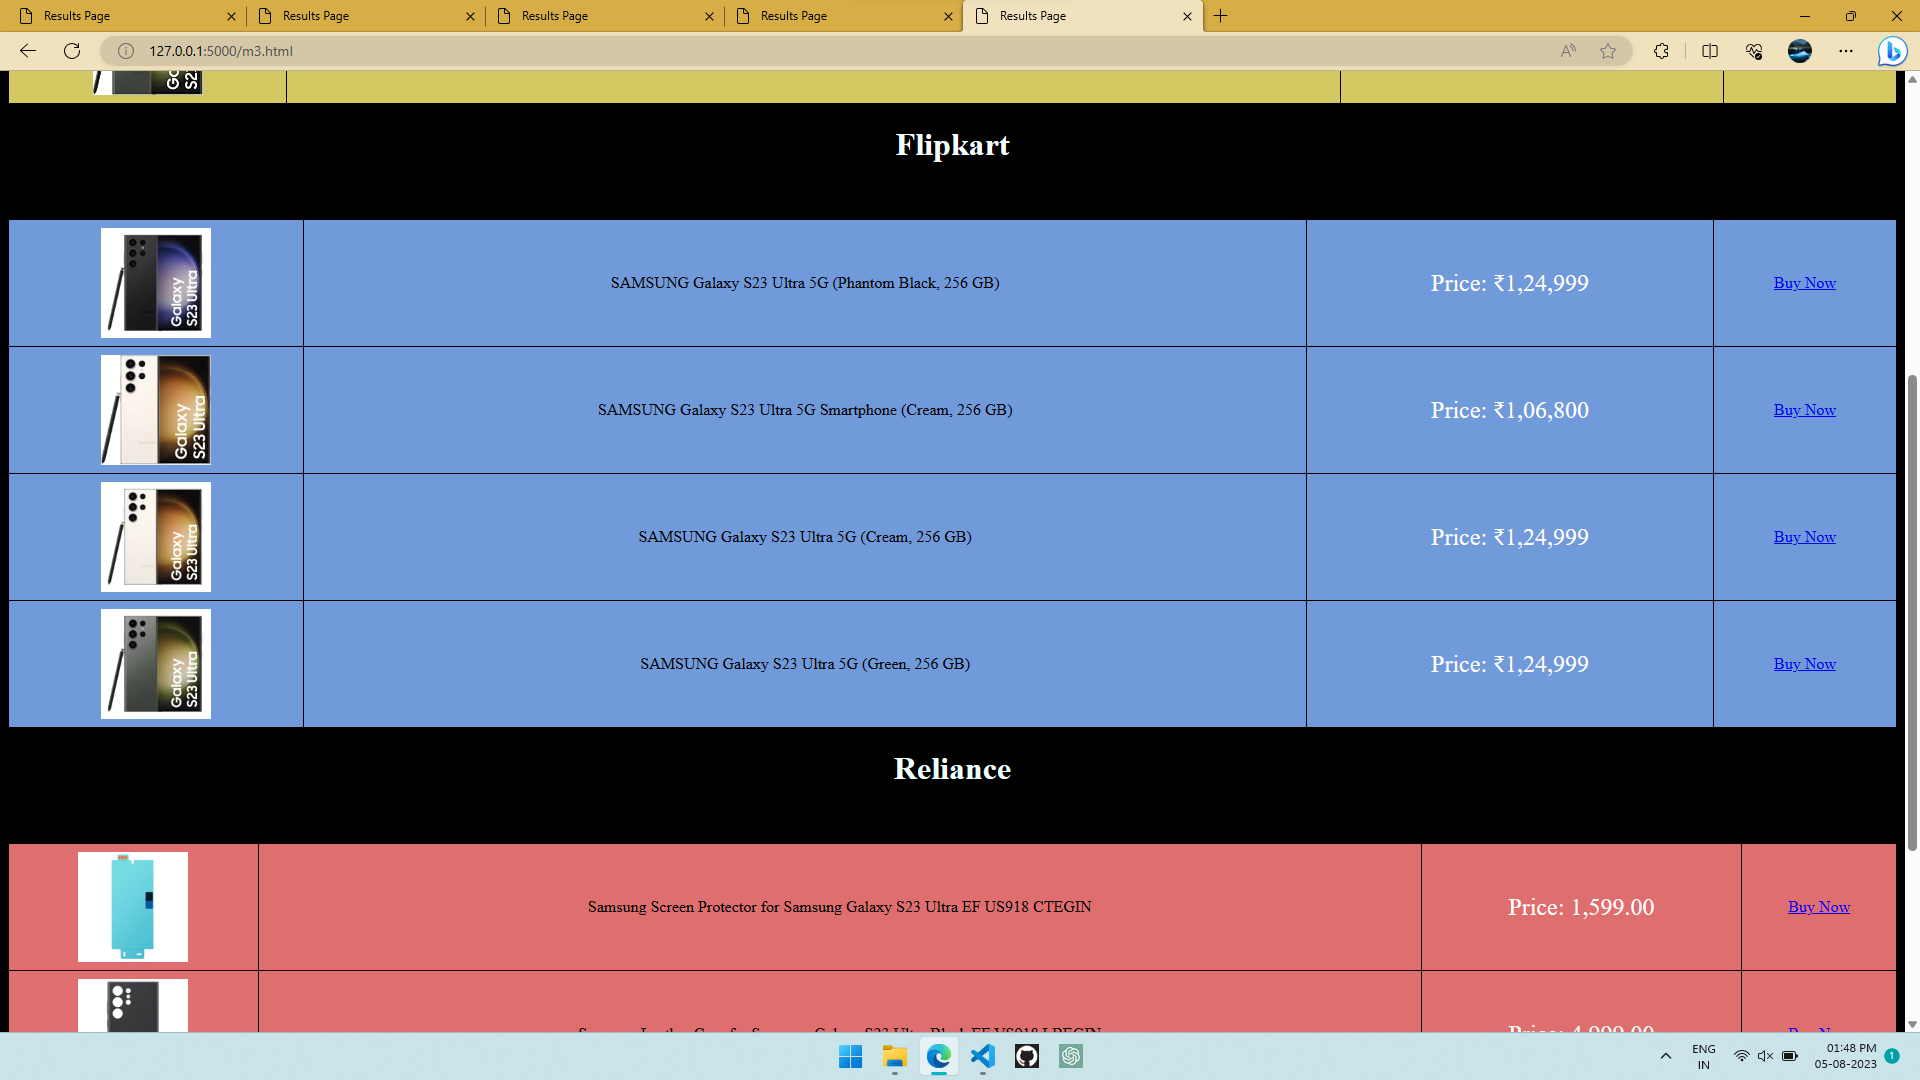 Results Page
Results Page
Results Page
Results Page
Results Page
127.0.0.1:5000/m3.html
Flipkart
Galaxy
S23 Ultra
SAMSUNG Galaxy S23 Ultra 5G (Phantom Black, 256 GB)
Price: ₹1,24,999
Buy Now
Galaxy
S23 Ultra
SAMSUNG Galaxy S23 Ultra 5G Smartphone (Cream, 256 GB)
Price: ₹1,06,800
Buy Now
Galaxy
S23 Ultra
SAMSUNG Galaxy S23 Ultra 5G (Cream, 256 GB)
Price: ₹1,24,999
Buy Now
Galaxy
S23 Ultra
SAMSUNG Galaxy S23 Ultra 5G (Green, 256 GB)
Price: ₹1,24,999
Buy Now
Reliance
Samsung Screen Protector for Samsung Galaxy S23 Ultra EF US918 CTEGIN
Price: 1,599.00
Buy Now
Price: 4,999.00
ENG
IN
01:48 PM
05-08-2023
1